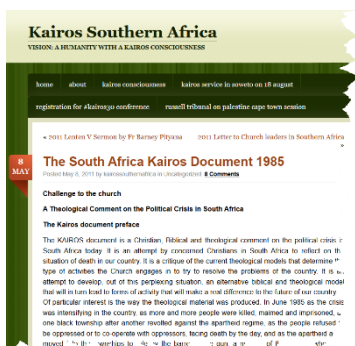 Kairos Southern Africa
VISION: A HUMANITY WITH A KAIROS CONSCIOUSNESS
home about kairos consciousness kairos service in soweto on 18 august
registration for #kairos30 conference russell tribunal on palestine cape town session
« 2011 Lenten V Sermon by Fr Barney Pityana 2011 Letter to Church leaders in Southern Africa
»
8
MAY
The South Africa Kairos Document 1985
Posted May 8, 2011 by kairossouthernafrica in Uncategorized. 8 Comments
Challenge to the church
A Theological Comment on the Political Crisis in South Africa
The Kairos document preface
The KAIROS document is a Christian, Biblical and theological comment on the political crisis
South Africa today. It is an attempt by concerned Christians in South Africa to reflect on
situation of death in our country. It is a critique of the current theological models that determine
type of activities the Church engages in to try to resolve the problems of the country. It is
attempt to develop, out of this perplexing situation, an alternative biblical and theological model
that will in turn lead to forms of activity that will make a real difference to the future of our country
Of particular interest is the way the theological material was produced. In June 1985 as the crisis
was intensifying in the country, as more and more people were killed, maimed and imprisoned,
one black township after another revolted against the apartheid regime, as the people refused
be oppressed or to co-operate with oppressors, facing death by the day, and as the apartheid
moved